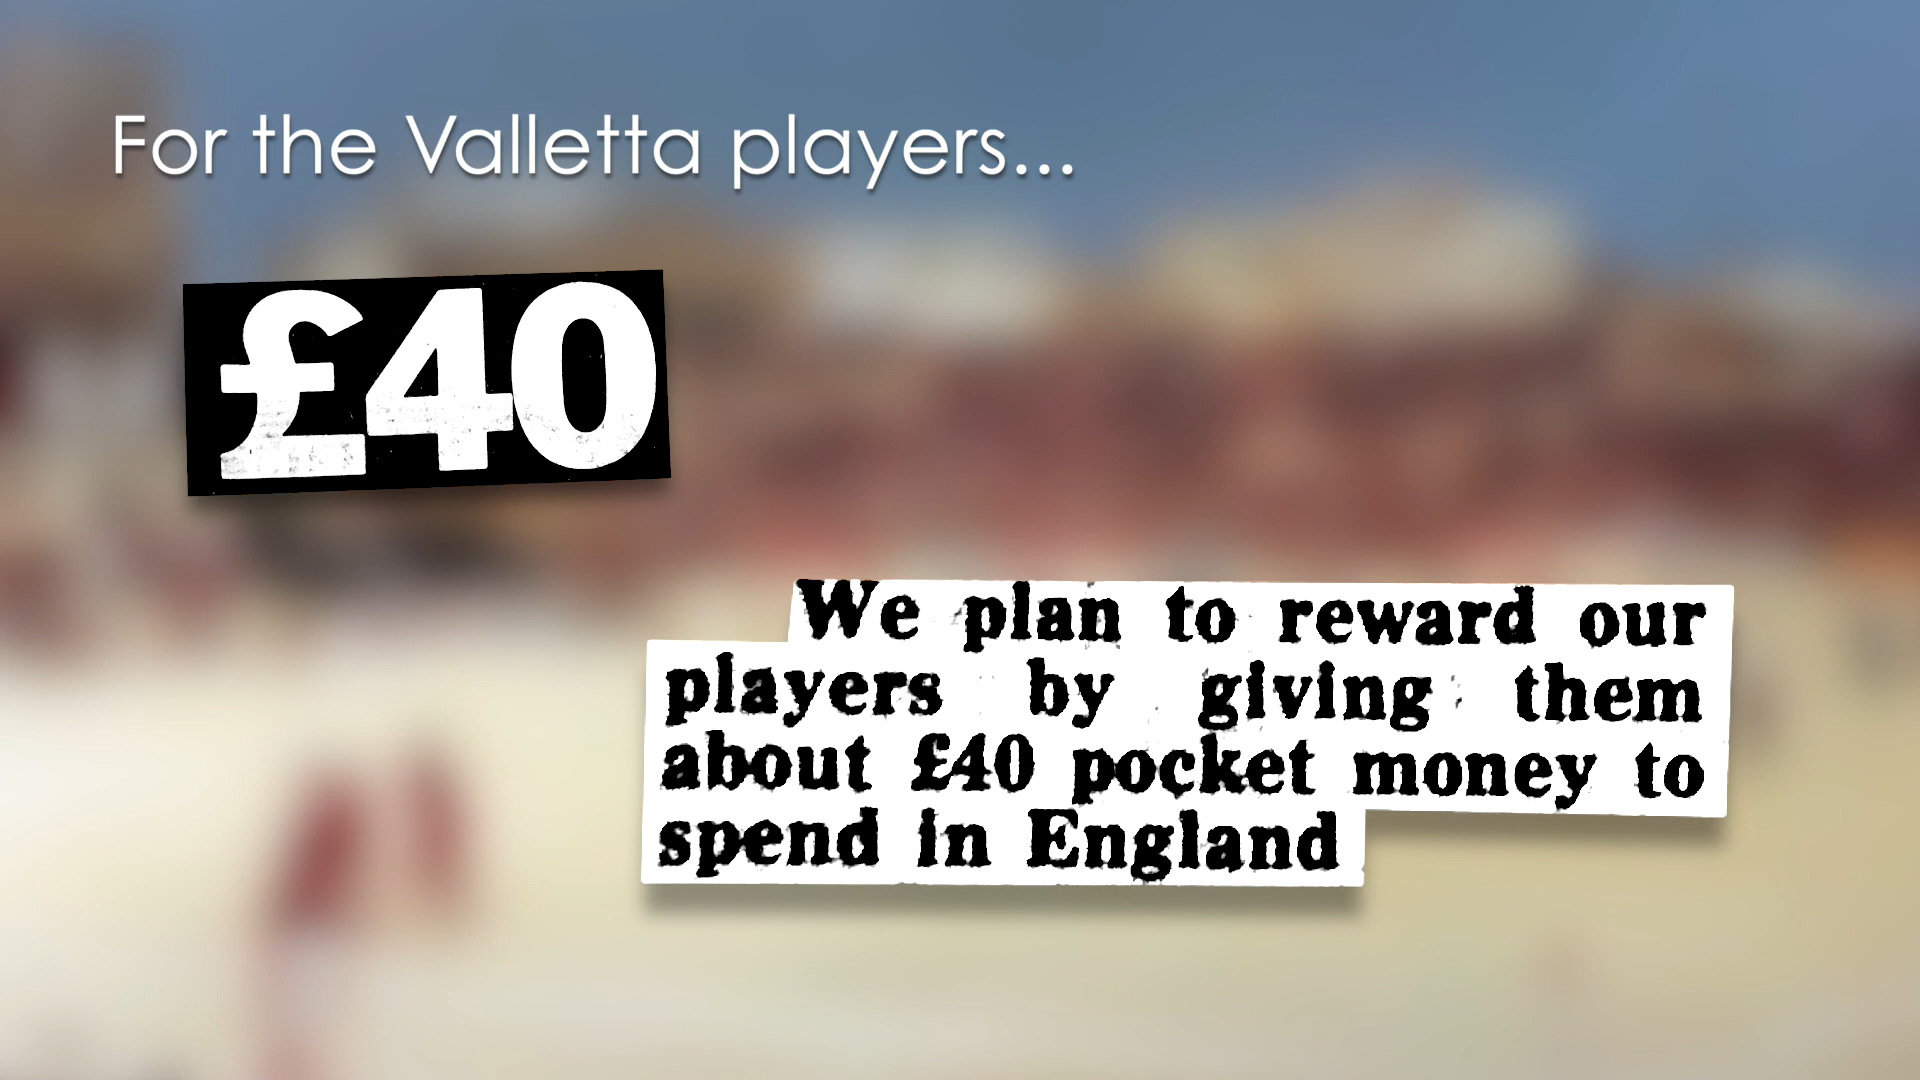 For the Valletta players...
£40
We plan to reward our
players by giving them
about £40 pocket money to
spend in England